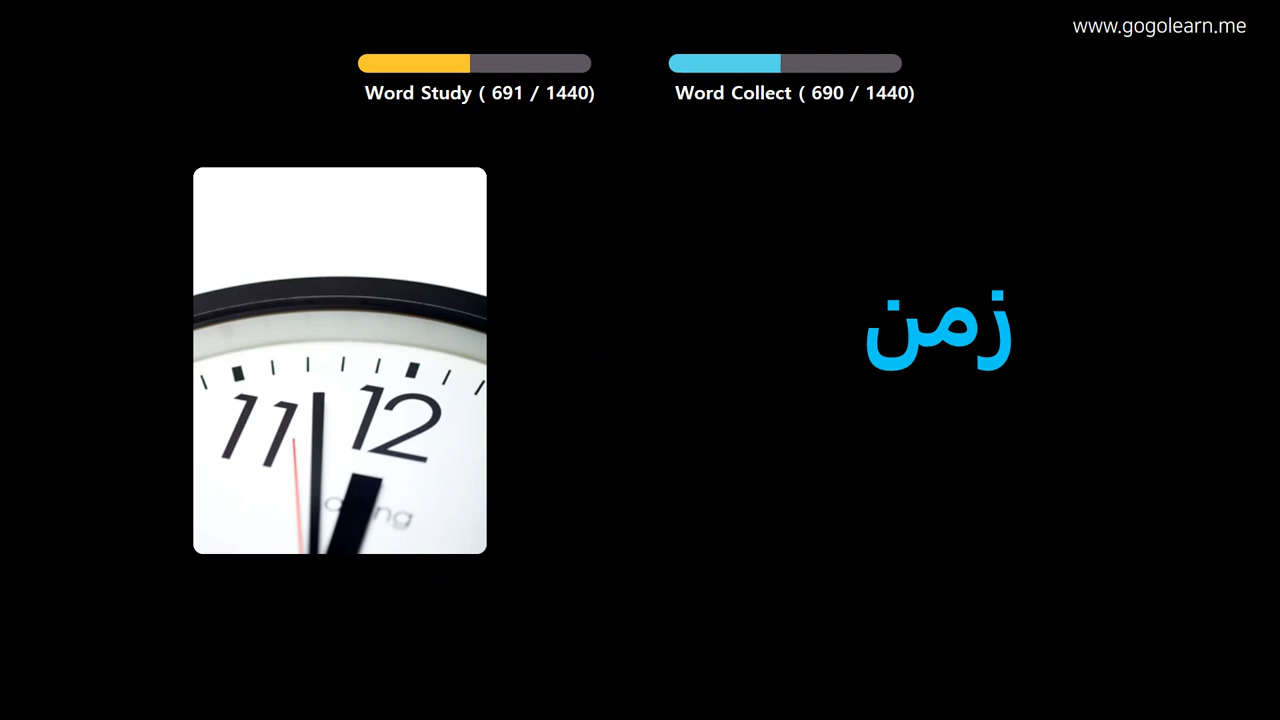 www.gogolearn.me
Word Study ( 691 / 1440)
Word Collect ( 690 / 1440)
زمن
11
12